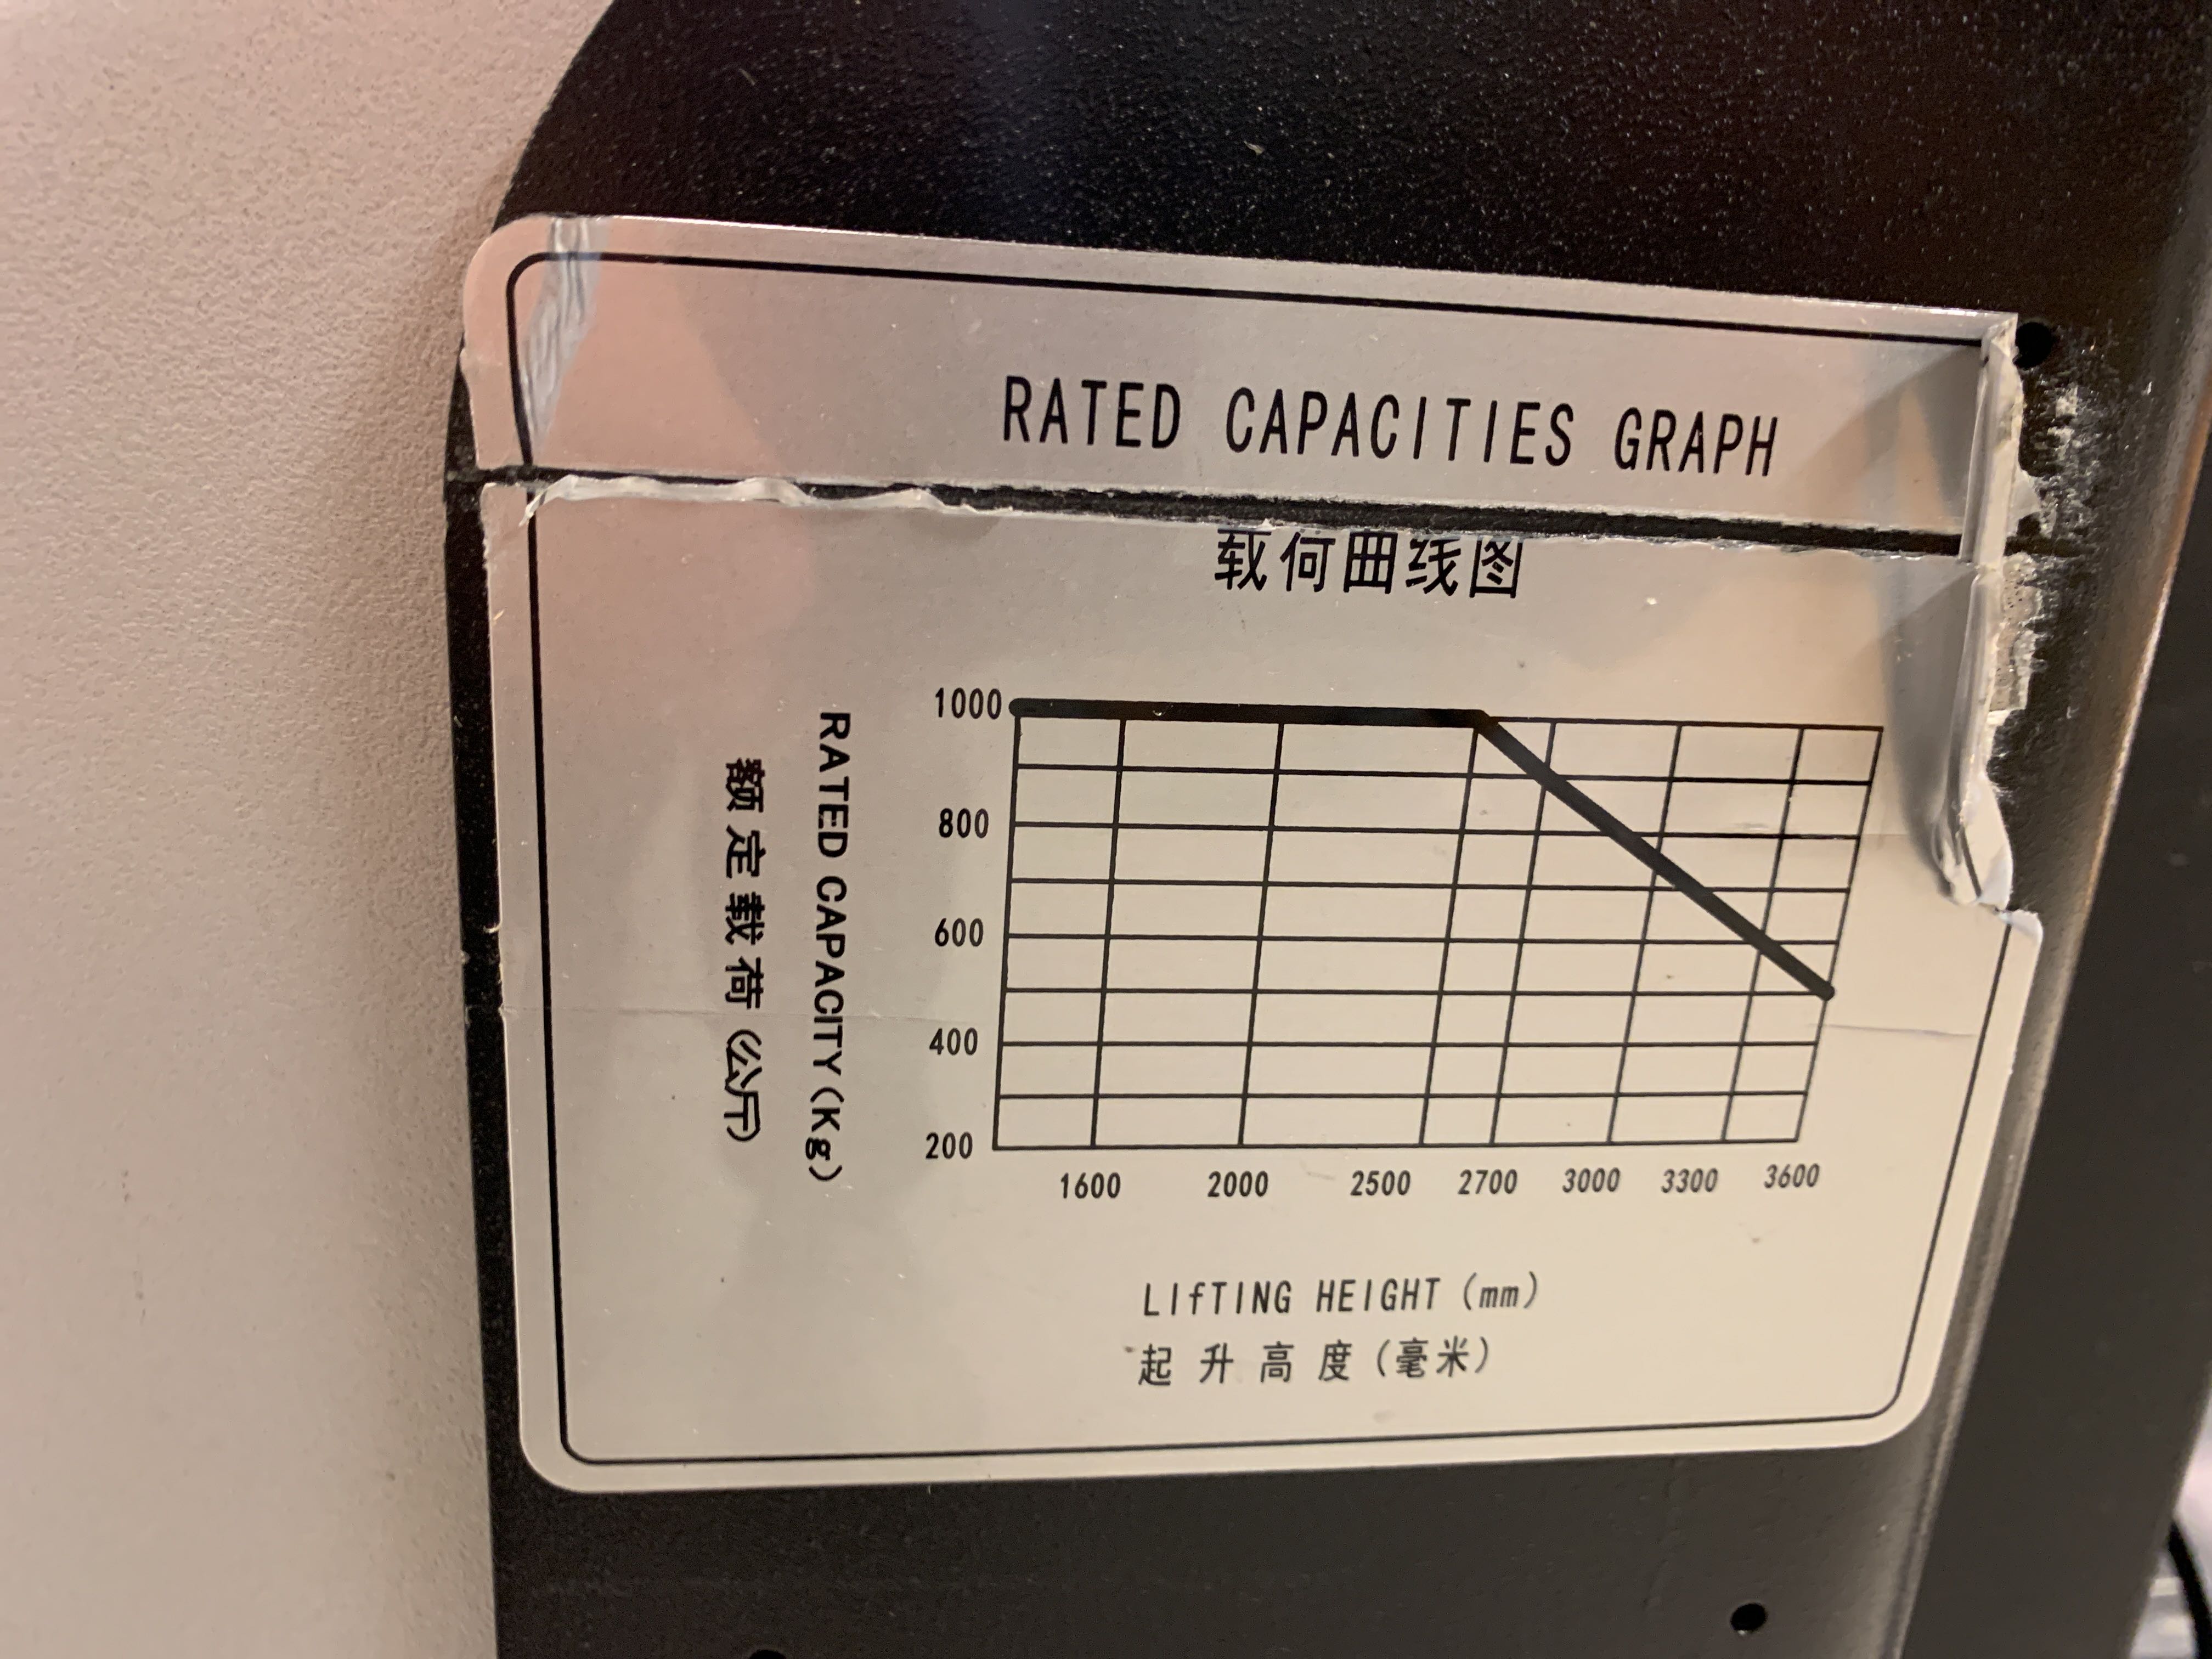 RATED CAPACITIES GRAPH
载何曲线图
RATED CAPACITY(Kg)
额定载荷(公斤)
1000
800
600
400
200
1600 2000 2500 2700 3000 3300 3600
LIfTING HEIGHT (mm)
起升高度(毫米)